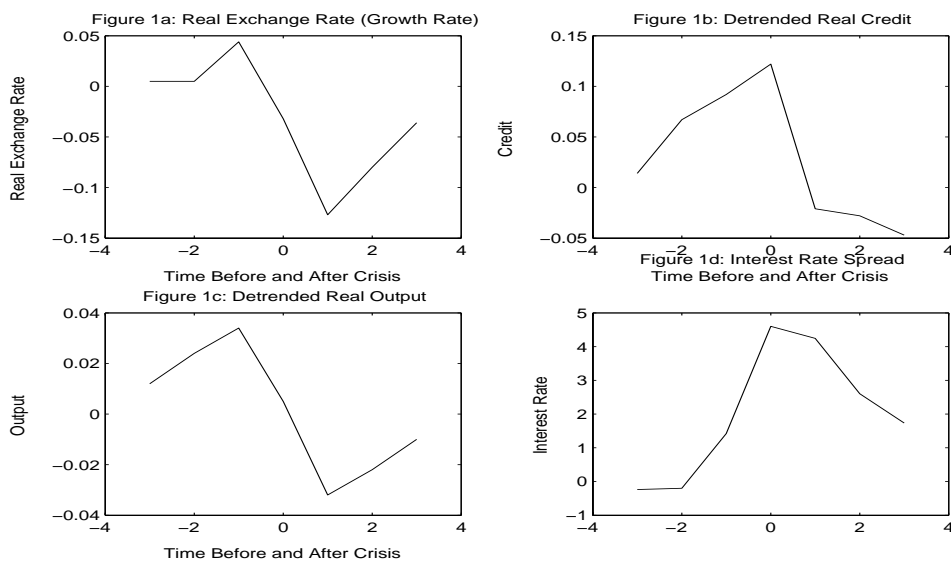 Figure 1a: Real Exchange Rate (Growth Rate)
0.05
0
−0.05
−0.1
−0.15
Real Exchange Rate
−4 −2 0 2 4
Time Before and After Crisis
Figure 1b: Detrended Real Credit
0.15
0.1
0.05
0
−0.05
Credit
−4 −2 0 2 4
Time Before and After Crisis
Figure 1c: Detrended Real Output
0.04
0.02
0
−0.02
−0.04
Output
−4 −2 0 2 4
Time Before and After Crisis
Figure 1d: Interest Rate Spread
5
4
3
2
1
0
−1
Interest Rate
−4 −2 0 2 4